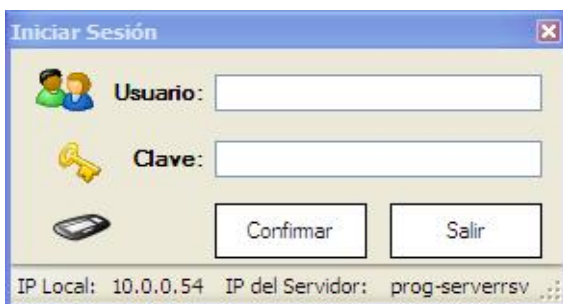 Iniciar Sesión
Usuario:
Clave:
Confirmar
Salir
IP Local: 10.0.0.54 IP del Servidor: prog-serverrsv